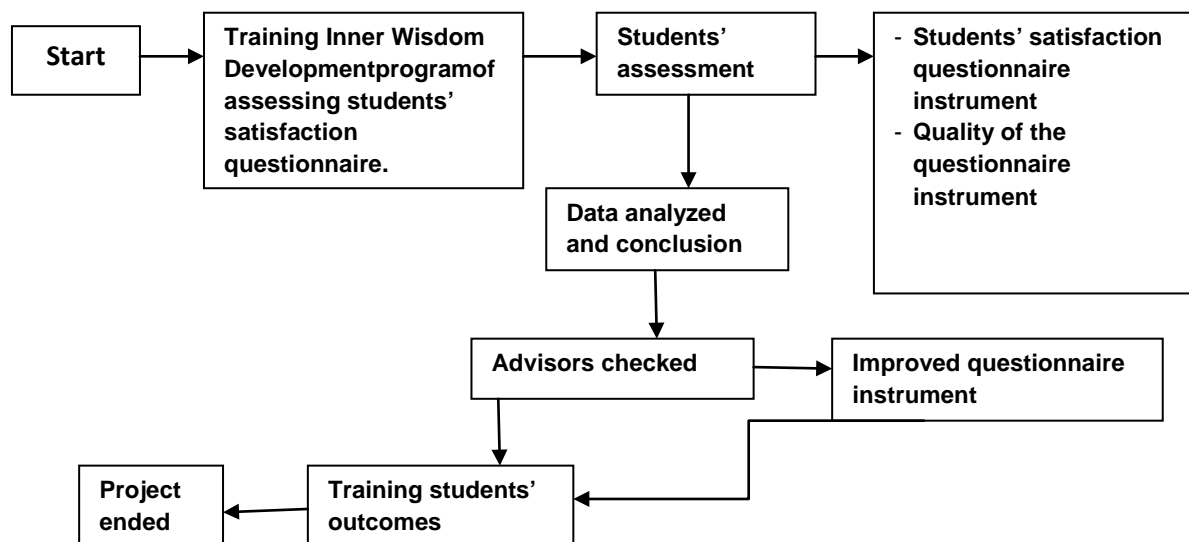 Start
Training Inner Wisdom
Developmentprogramof
assessing students’
satisfaction
questionnaire.
Students’
assessment
- Students’ satisfaction
questionnaire
instrument
- Quality of the
questionnaire
instrument
Data analyzed
and conclusion
Advisors checked
Improved questionnaire
instrument
Project
ended
Training students’
outcomes